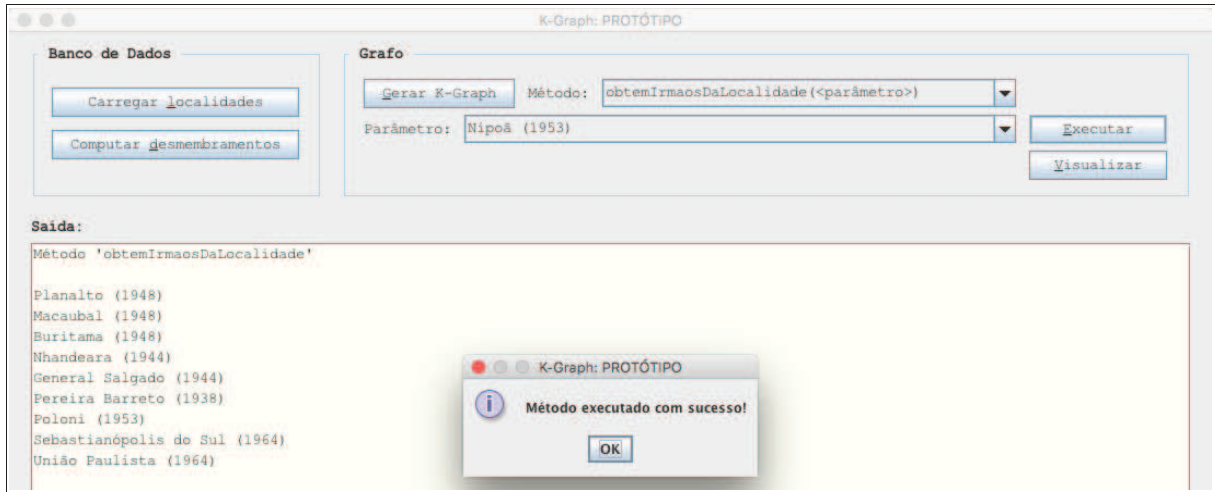 K-Graph: PROTÓTIPO
Banco de Dados
Carregar localidades
Computar desmembramentos
Grafo
Gerar K-Graph Método: obtemIrmaosDaLocalidade(<parâmetro>)
Parâmetro: Nipoã (1953) Executar
Visualizar
Saída:
Método 'obtemIrmaosDaLocalidade'
Planalto (1948)
Macaubal (1948)
Buritama (1948)
Nhandeara (1944)
General Salgado (1944)
Pereira Barreto (1938)
Poloni (1953)
Sebastianópolis do Sul (1964)
União Paulista (1964)
K-Graph: PROTÓTIPO
Método executado com sucesso!
OK